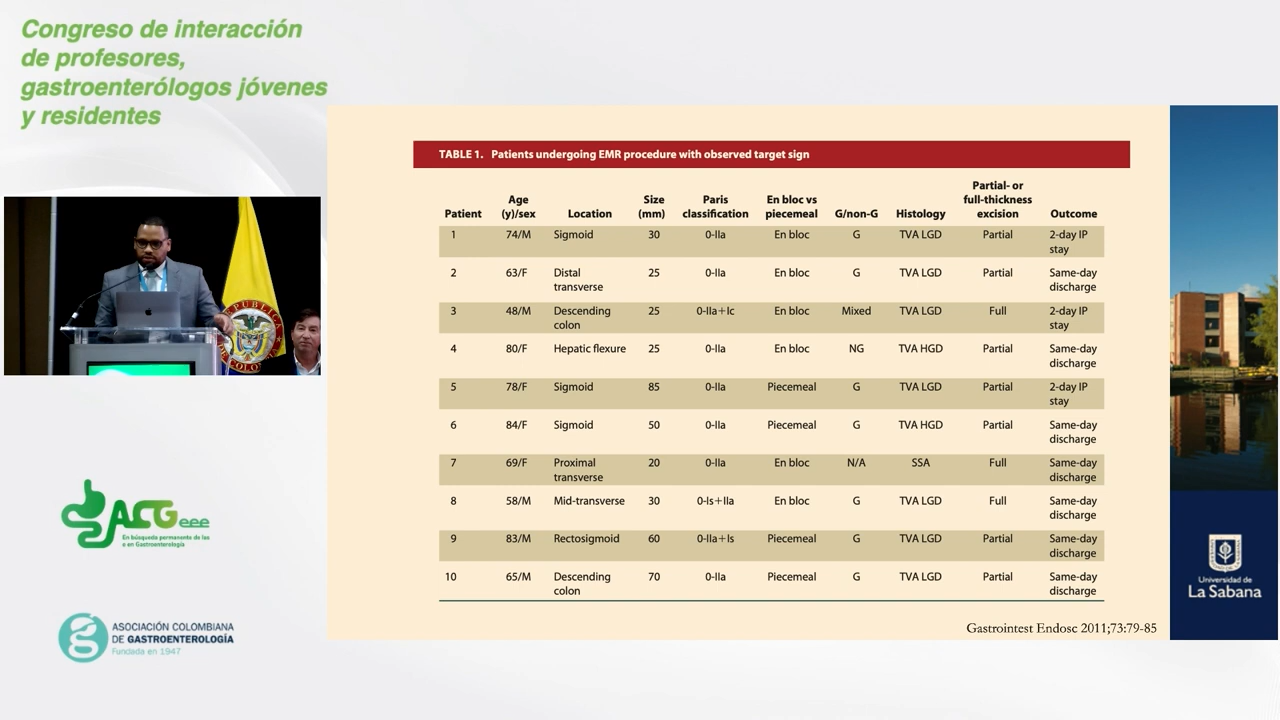 Congreso de interacción
de profesores,
gastroenterólogos jóvenes
y residentes
TABLE 1. Patients undergoing EMR procedure with observed target sign
Patient Age (y)/sex Location Size (mm) Paris classification En bloc vs piecemeal G/non-G Histology Partial- or full-thickness excision Outcome
1 74/M Sigmoid 30 0-IIa En bloc G TVA LGD Partial 2-day IP stay
2 63/F Distal transverse 25 0-IIa En bloc G TVA LGD Partial Same-day discharge
3 48/M Descending colon 25 0-IIa+Ic En bloc Mixed TVA LGD Full 2-day IP stay
4 80/F Hepatic flexure 25 0-IIa En bloc NG TVA HGD Partial Same-day discharge
5 78/F Sigmoid 85 0-IIa Piecemeal G TVA LGD Partial 2-day IP stay
6 84/F Sigmoid 50 0-IIa Piecemeal G TVA HGD Partial Same-day discharge
7 69/F Proximal transverse 20 0-IIa En bloc N/A SSA Full Same-day discharge
8 58/M Mid-transverse 30 0-Is+IIa En bloc G TVA LGD Full Same-day discharge
9 83/M Rectosigmoid 60 0-IIa+Is Piecemeal G TVA LGD Partial Same-day discharge
10 65/M Descending colon 70 0-IIa Piecemeal G TVA LGD Partial Same-day discharge
Gastrointest Endosc 2011;73:79-85
ACGeee
En búsqueda permanente de las
e en Gastroenterología
ASOCIACIÓN COLOMBIANA
DE GASTROENTEROLOGÍA
Fundada en 1947
Universidad de
La Sabana